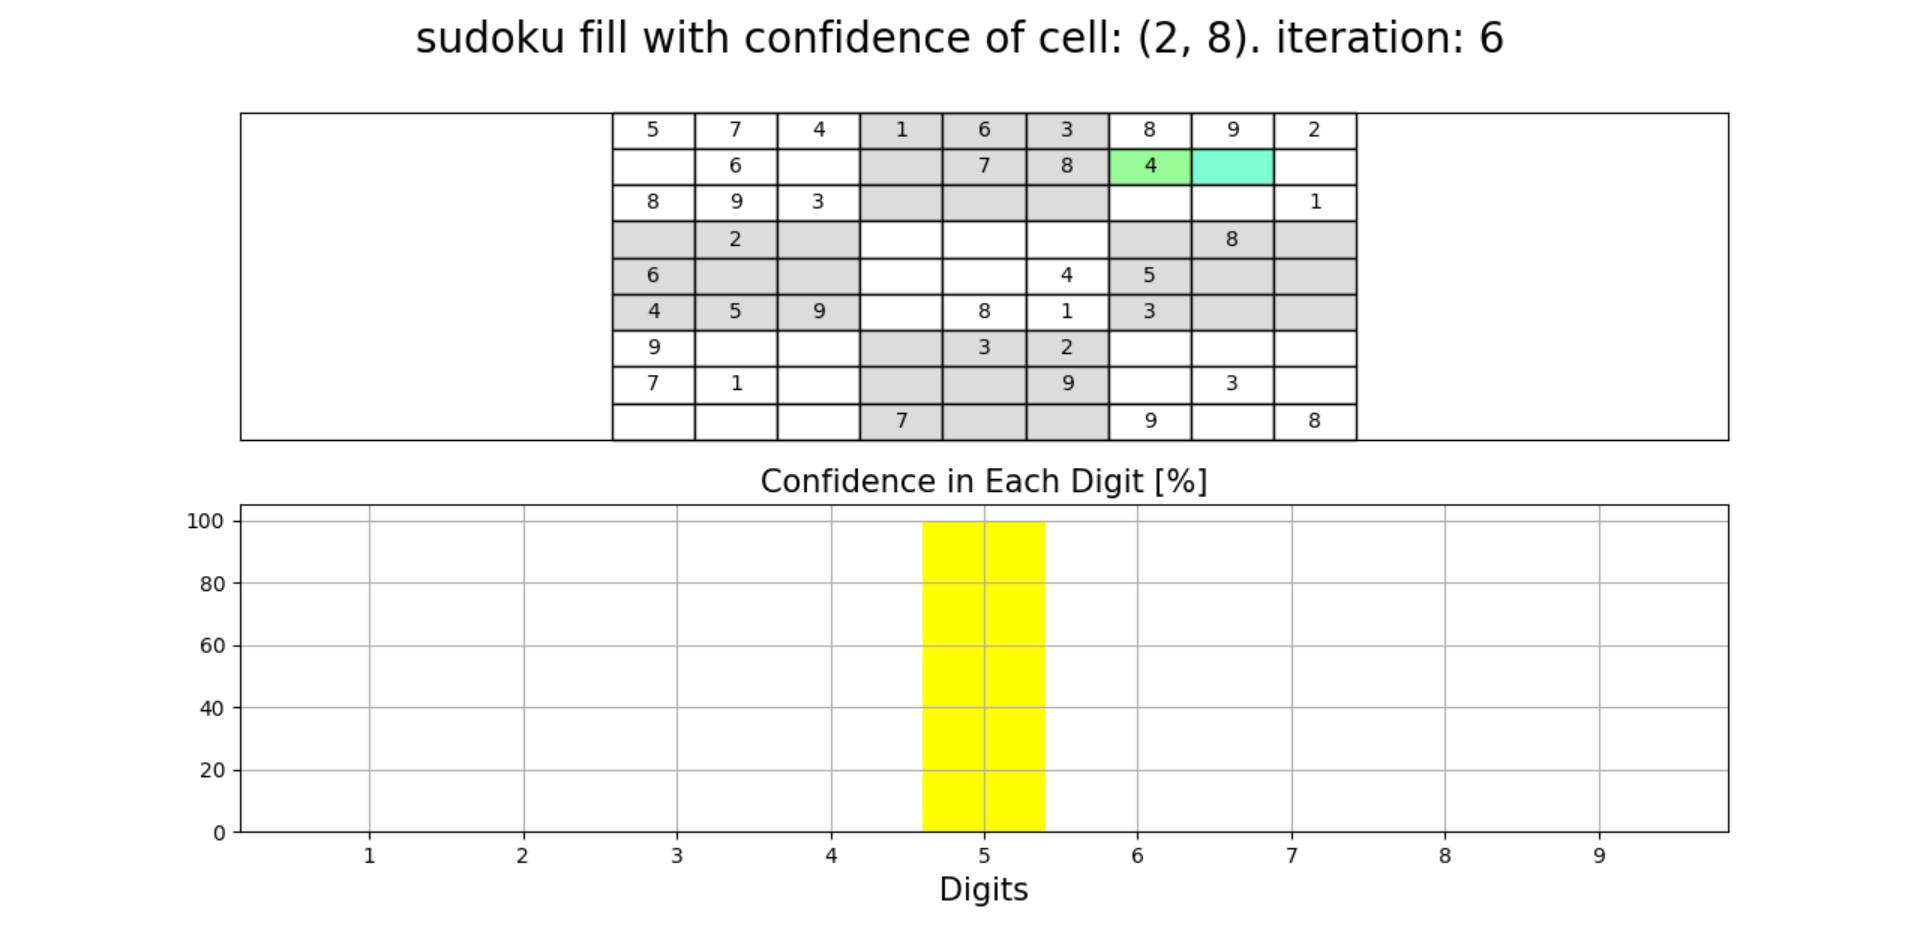 sudoku fill with confidence of cell: (2, 8). iteration: 6
5 7 4 1 6 3 8 9 2
6 7 8 4
8 9 3 1
2 8
6 4 5
4 5 9 8 1 3
9 3 2
7 1 9 3
7 9 8
Confidence in Each Digit [%]
100
80
60
40
20
0
1 2 3 4 5 6 7 8 9
Digits